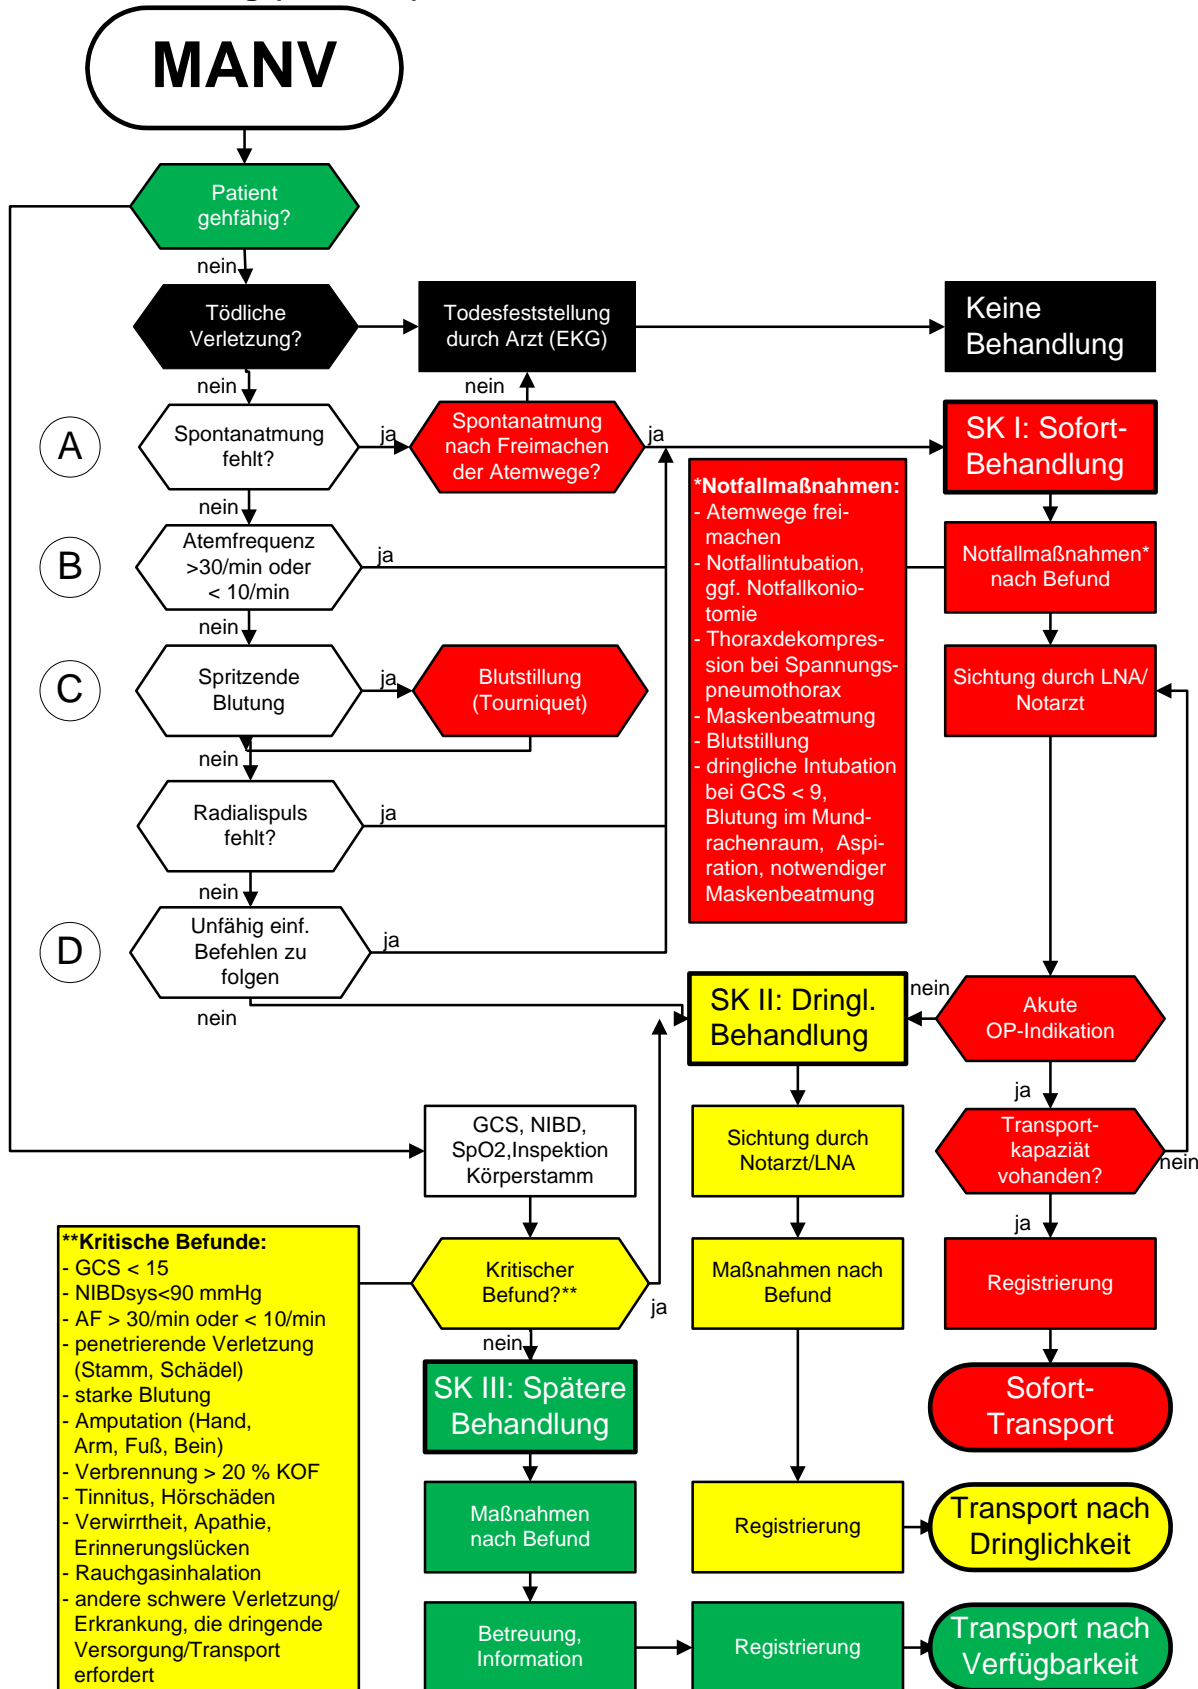 MANV
Patient
gehfähig?
nein
Tödliche
Verletzung?
Todesfeststellung
durch Arzt (EKG)
Keine
Behandlung
nein
nein
A
Spontanatmung
fehlt?
ja
Spontanatmung
nach Freimachen
der Atemwege?
ja
SK I: Sofort-
Behandlung
nein
B
Atemfrequenz
>30/min oder
< 10/min
ja
*Notfallmaßnahmen:
- Atemwege frei-
machen
- Notfallintubation,
ggf. Notfallkonio-
tomie
- Thoraxdekompres-
sion bei Spannungs-
pneumothorax
- Maskenbeatmung
- Blutstillung
- dringliche Intubation
bei GCS < 9,
Blutung im Mund-
rachenraum, Aspi-
ration, notwendiger
Maskenbeatmung
Notfallmaßnahmen*
nach Befund
nein
C
Spritzende
Blutung
ja
Blutstillung
(Tourniquet)
Sichtung durch LNA/
Notarzt
nein
Radialispuls
fehlt?
ja
nein
D
Unfähig einf.
Befehlen zu
folgen
ja
nein
SK II: Dringl.
Behandlung
nein
Akute
OP-Indikation
ja
GCS, NIBD,
SpO2,Inspektion
Körperstamm
Sichtung durch
Notarzt/LNA
Transport-
kapaziät
vohanden?
nein
ja
**Kritische Befunde:
- GCS < 15
- NIBDsys<90 mmHg
- AF > 30/min oder < 10/min
- penetrierende Verletzung
(Stamm, Schädel)
- starke Blutung
- Amputation (Hand,
Arm, Fuß, Bein)
- Verbrennung > 20 % KOF
- Tinnitus, Hörschäden
- Verwirrtheit, Apathie,
Erinnerungslücken
- Rauchgasinhalation
- andere schwere Verletzung/
Erkrankung, die dringende
Versorgung/Transport
erfordert
Kritischer
Befund?**
ja
nein
Maßnahmen nach
Befund
Registrierung
SK III: Spätere
Behandlung
Sofort-
Transport
Maßnahmen
nach Befund
Registrierung
Transport nach
Dringlichkeit
Betreuung,
Information
Registrierung
Transport nach
Verfügbarkeit